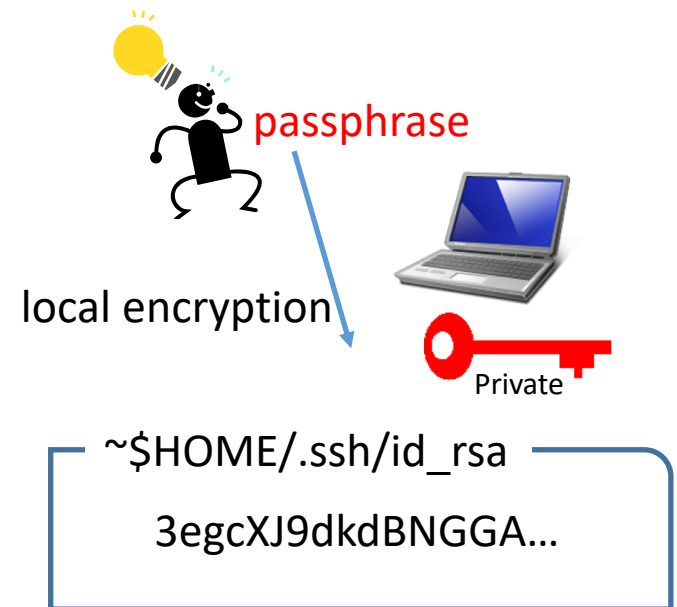 passphrase
local encryption
Private
~$HOME/.ssh/id_rsa
3egcXJ9dkdBNGGA…